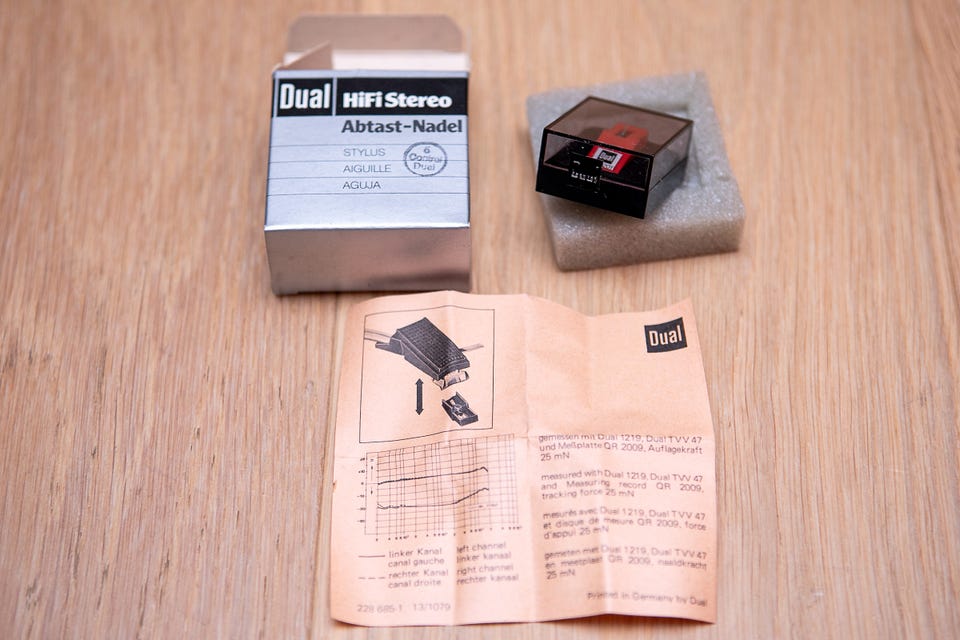 Dual
HiFi Stereo
Abtast-Nadel
STYLUS
AIGUILLE
AGUJA
6
Control
Dual
Dual
Dual
gemessen mit Dual 1219, Dual TVV 47
und Meßplatte QR 2009, Auflagekraft
25 mN
measured with Dual 1219, Dual TVV 47
and Measuring record QR 2009,
tracking force 25 mN
mesurés avec Dual 1219, Dual TVV 47
et disque de mesure QR 2009, force
d'appui 25 mN
gemeten met Dual 1219, Dual TVV 47
en meetplaat QR 2009, naaldkracht
25 mN
linker Kanal left channel
canal gauche linker kanaal
rechter Kanal right channel
canal droite rechter kanaal
228 685-1 13/1079
Printed in Germany by Dual